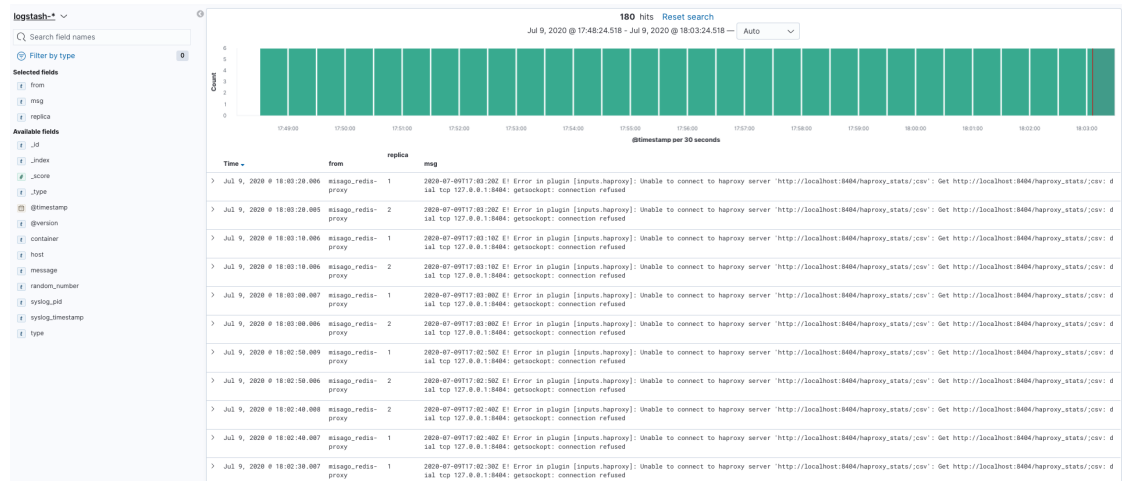 logstash-*
Search field names
Filter by type 0
Selected fields
t from
t msg
t replica
Available fields
t _id
t _index
# _score
t _type
@timestamp
t @version
t container
t host
t message
t random_number
t syslog_pid
t syslog_timestamp
t type
180 hits Reset search
Jul 9, 2020 @ 17:48:24.518 - Jul 9, 2020 @ 18:03:24.518 — Auto
Count
6
5
4
3
2
1
0
17:49:00 17:50:00 17:51:00 17:52:00 17:53:00 17:54:00 17:55:00 17:56:00 17:57:00 17:58:00 17:59:00 18:00:00 18:01:00 18:02:00 18:03:00
@timestamp per 30 seconds
Time from replica msg
> Jul 9, 2020 @ 18:03:20.006 misago_redis- 1 2020-07-09T17:03:20Z E! Error in plugin [inputs.haproxy]: Unable to connect to haproxy server 'http://localhost:8404/haproxy_stats/;csv': Get http://localhost:8404/haproxy_stats/;csv: d
proxy ial tcp 127.0.0.1:8404: getsockopt: connection refused
> Jul 9, 2020 @ 18:03:20.005 misago_redis- 2 2020-07-09T17:03:20Z E! Error in plugin [inputs.haproxy]: Unable to connect to haproxy server 'http://localhost:8404/haproxy_stats/;csv': Get http://localhost:8404/haproxy_stats/;csv: d
proxy ial tcp 127.0.0.1:8404: getsockopt: connection refused
> Jul 9, 2020 @ 18:03:10.006 misago_redis- 1 2020-07-09T17:03:10Z E! Error in plugin [inputs.haproxy]: Unable to connect to haproxy server 'http://localhost:8404/haproxy_stats/;csv': Get http://localhost:8404/haproxy_stats/;csv: d
proxy ial tcp 127.0.0.1:8404: getsockopt: connection refused
> Jul 9, 2020 @ 18:03:10.006 misago_redis- 2 2020-07-09T17:03:10Z E! Error in plugin [inputs.haproxy]: Unable to connect to haproxy server 'http://localhost:8404/haproxy_stats/;csv': Get http://localhost:8404/haproxy_stats/;csv: d
proxy ial tcp 127.0.0.1:8404: getsockopt: connection refused
> Jul 9, 2020 @ 18:03:00.007 misago_redis- 1 2020-07-09T17:03:00Z E! Error in plugin [inputs.haproxy]: Unable to connect to haproxy server 'http://localhost:8404/haproxy_stats/;csv': Get http://localhost:8404/haproxy_stats/;csv: d
proxy ial tcp 127.0.0.1:8404: getsockopt: connection refused
> Jul 9, 2020 @ 18:03:00.006 misago_redis- 2 2020-07-09T17:03:00Z E! Error in plugin [inputs.haproxy]: Unable to connect to haproxy server 'http://localhost:8404/haproxy_stats/;csv': Get http://localhost:8404/haproxy_stats/;csv: d
proxy ial tcp 127.0.0.1:8404: getsockopt: connection refused
> Jul 9, 2020 @ 18:02:50.009 misago_redis- 1 2020-07-09T17:02:50Z E! Error in plugin [inputs.haproxy]: Unable to connect to haproxy server 'http://localhost:8404/haproxy_stats/;csv': Get http://localhost:8404/haproxy_stats/;csv: d
proxy ial tcp 127.0.0.1:8404: getsockopt: connection refused
> Jul 9, 2020 @ 18:02:50.006 misago_redis- 2 2020-07-09T17:02:50Z E! Error in plugin [inputs.haproxy]: Unable to connect to haproxy server 'http://localhost:8404/haproxy_stats/;csv': Get http://localhost:8404/haproxy_stats/;csv: d
proxy ial tcp 127.0.0.1:8404: getsockopt: connection refused
> Jul 9, 2020 @ 18:02:40.008 misago_redis- 2 2020-07-09T17:02:40Z E! Error in plugin [inputs.haproxy]: Unable to connect to haproxy server 'http://localhost:8404/haproxy_stats/;csv': Get http://localhost:8404/haproxy_stats/;csv: d
proxy ial tcp 127.0.0.1:8404: getsockopt: connection refused
> Jul 9, 2020 @ 18:02:40.007 misago_redis- 1 2020-07-09T17:02:40Z E! Error in plugin [inputs.haproxy]: Unable to connect to haproxy server 'http://localhost:8404/haproxy_stats/;csv': Get http://localhost:8404/haproxy_stats/;csv: d
proxy ial tcp 127.0.0.1:8404: getsockopt: connection refused
> Jul 9, 2020 @ 18:02:30.007 misago_redis- 1 2020-07-09T17:02:30Z E! Error in plugin [inputs.haproxy]: Unable to connect to haproxy server 'http://localhost:8404/haproxy_stats/;csv': Get http://localhost:8404/haproxy_stats/;csv: d
proxy ial tcp 127.0.0.1:8404: getsockopt: connection refused